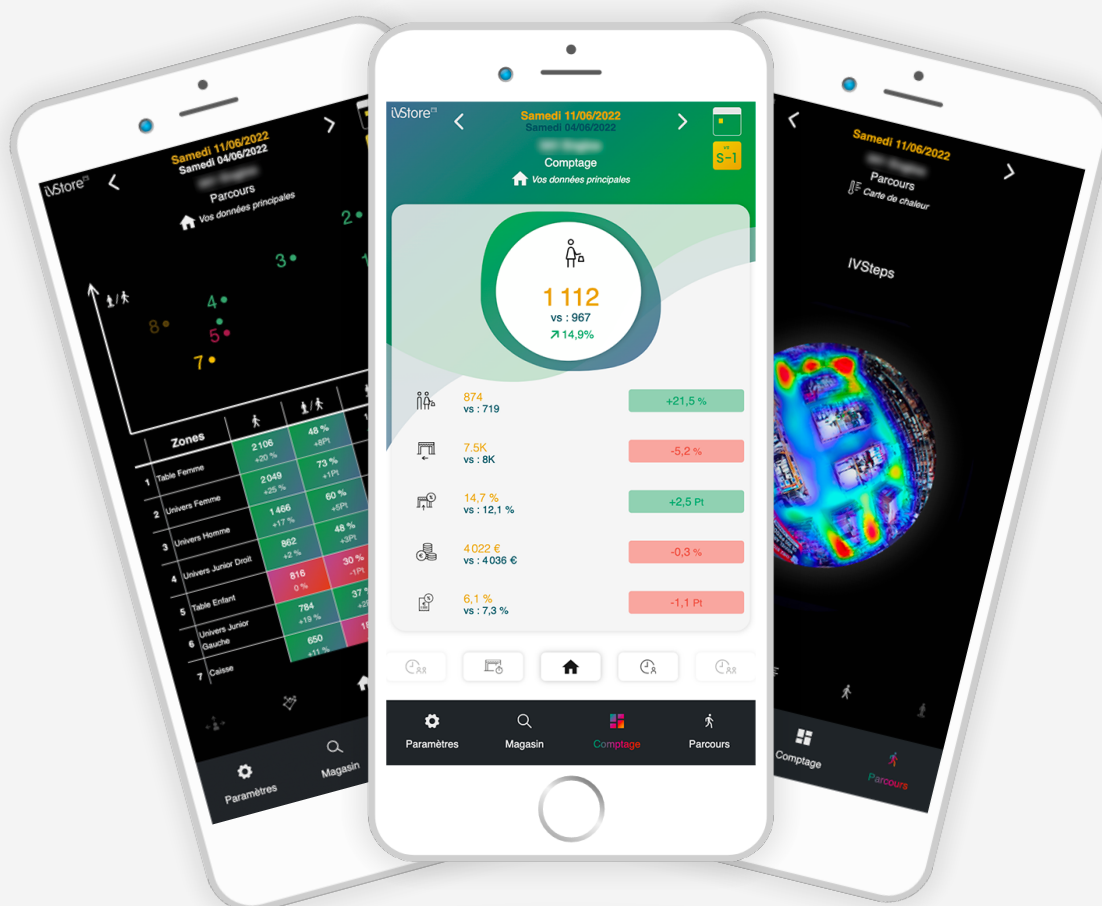 iVStore
Samedi 11/06/2022
Samedi 04/06/2022
Parcours
Vos données principales
2
3
4
8
5
7
Zones
1 Table Femme 2 106 +20 % 48 % +8Pt
2 Univers Femme 2 049 +25 % 73 % +1Pt
3 Univers Homme 1 466 +17 % 60 % +5Pt
4 Univers Junior Droit 862 +2 % 48 % +3Pt
5 Table Enfant 816 0 % 30 % -1Pt
6 Univers Junior Gauche 784 +19 % 37
7 Caisse 650 +11 %
Paramètres
Magasin
iVStore
Samedi 11/06/2022
Samedi 04/06/2022
S-1
Comptage
Vos données principales
1 112
vs : 967
14,9%
874
vs : 719
+21,5 %
7.5K
vs : 8K
-5,2 %
14,7 %
vs : 12,1 %
+2,5 Pt
4 022 €
vs : 4 036 €
-0,3 %
6,1 %
vs : 7,3 %
-1,1 Pt
Paramètres
Magasin
Comptage
Parcours
Samedi 11/06/2022
Parcours
Carte de chaleur
IVSteps
Comptage
Parcours